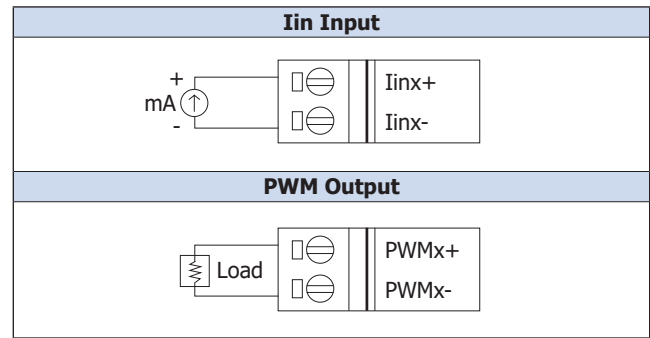 Iin Input
+
mA
-
Iinx+
Iinx-
PWM Output
Load
PWMx+
PWMx-